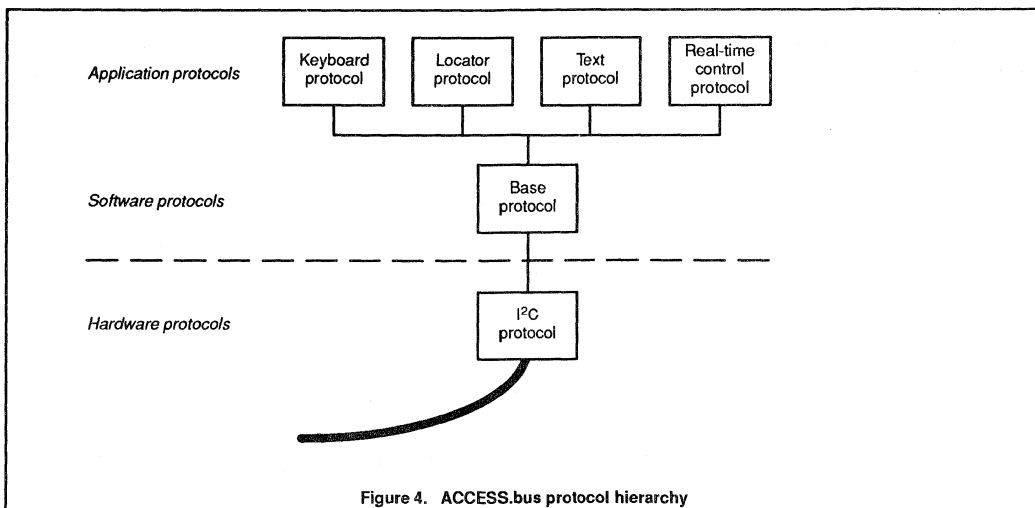 Application protocols
Keyboard
protocol
Locator
protocol
Text
protocol
Real-time
control
protocol
Software protocols
Base
protocol
Hardware protocols
I²C
protocol
Figure 4. ACCESS.bus protocol hierarchy